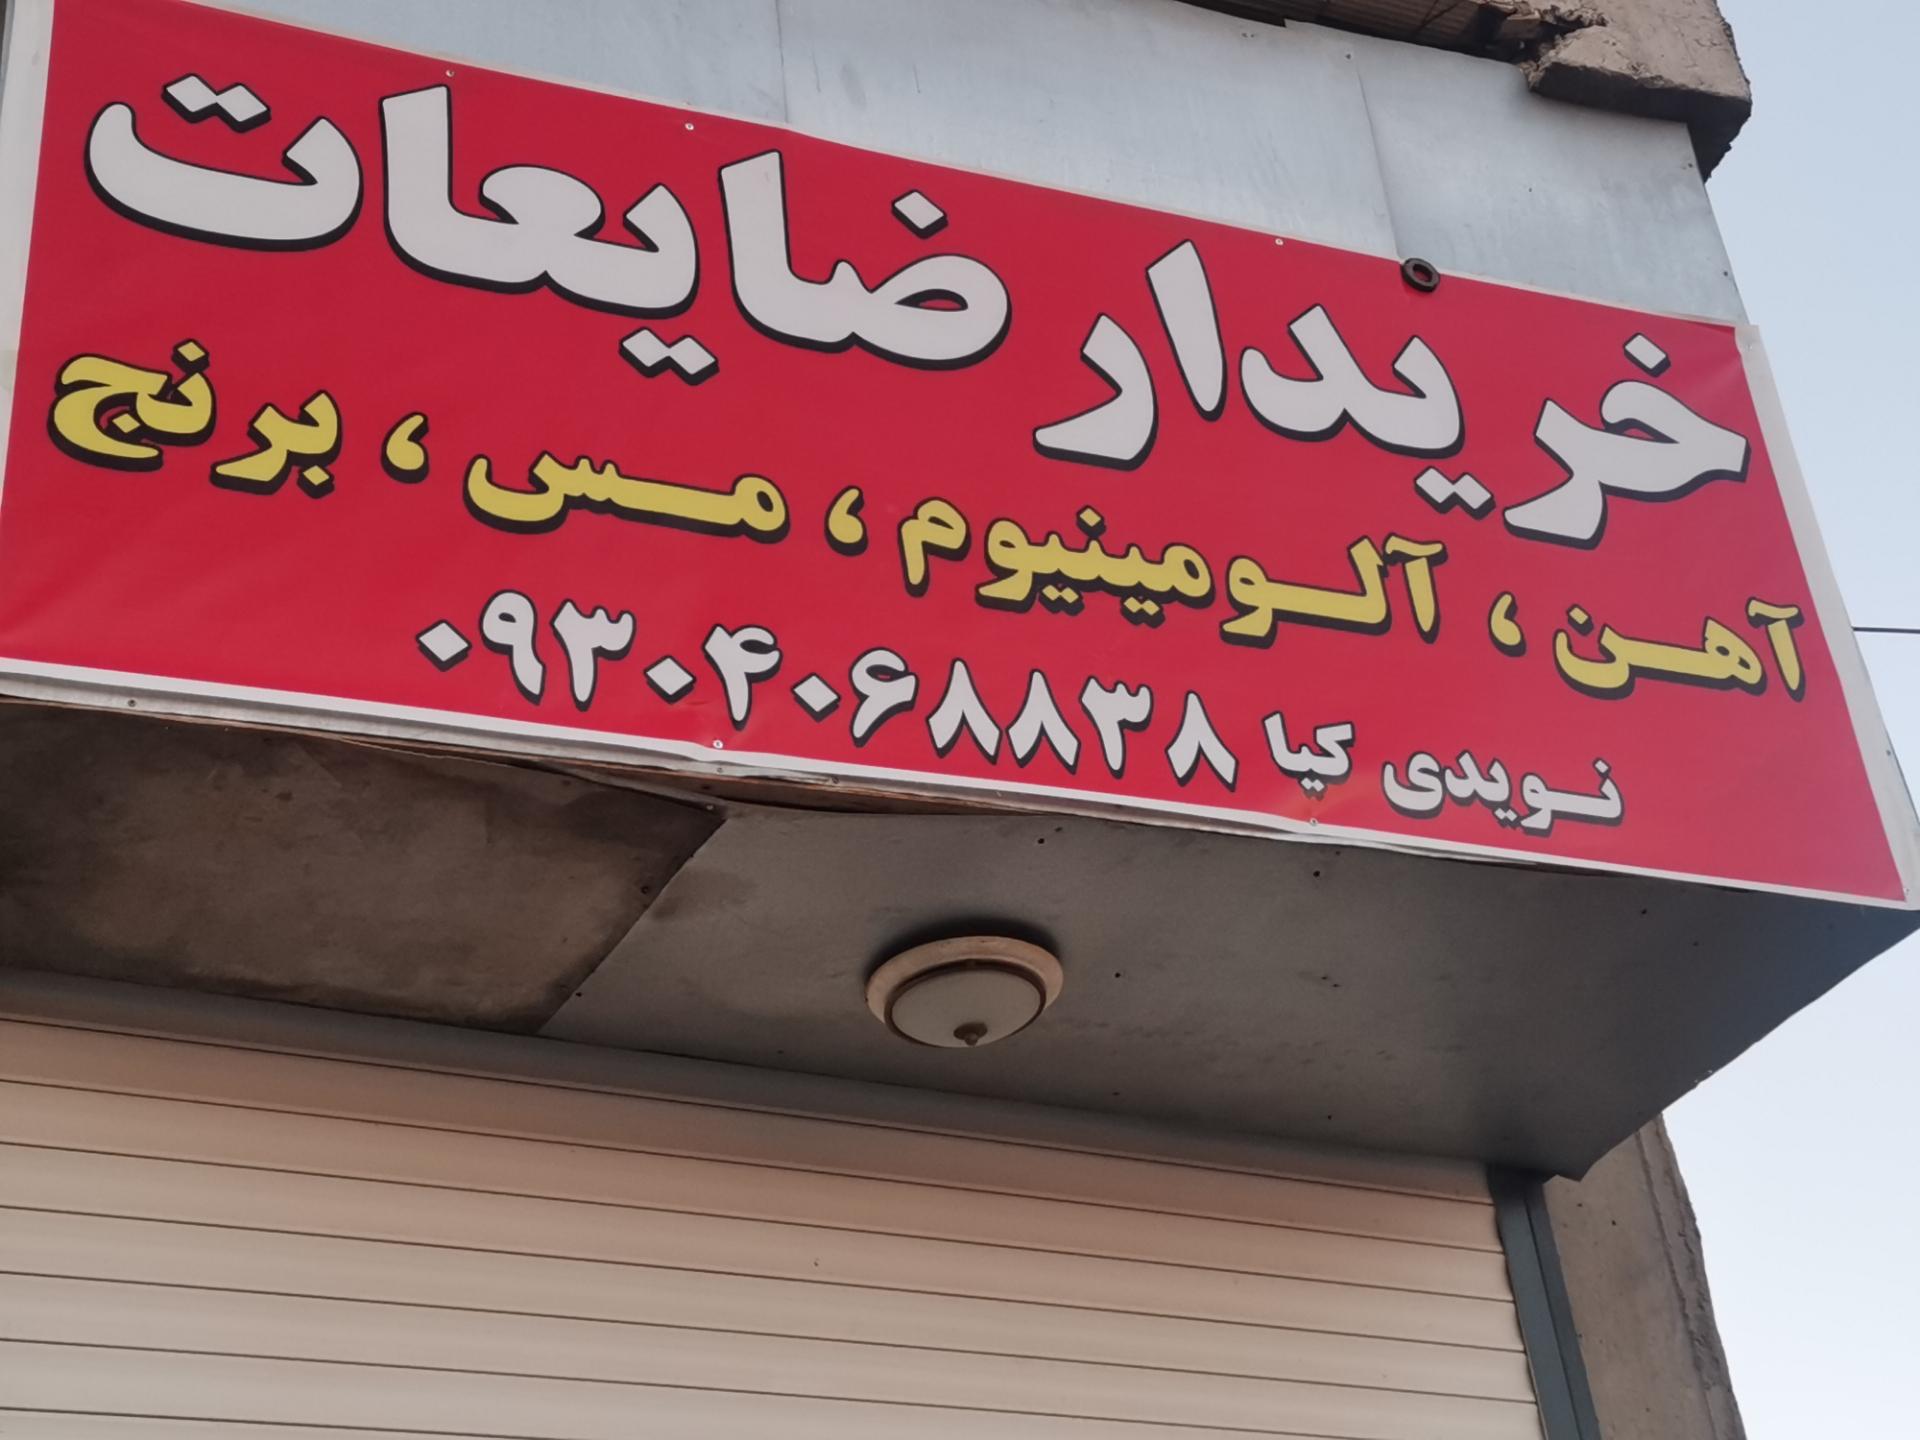 خریدار ضایعات
آهن ، آلومینیوم ، مس ، برنج
نویدی کیا ۰۹۳۰۴۰۶۸۸۳۸